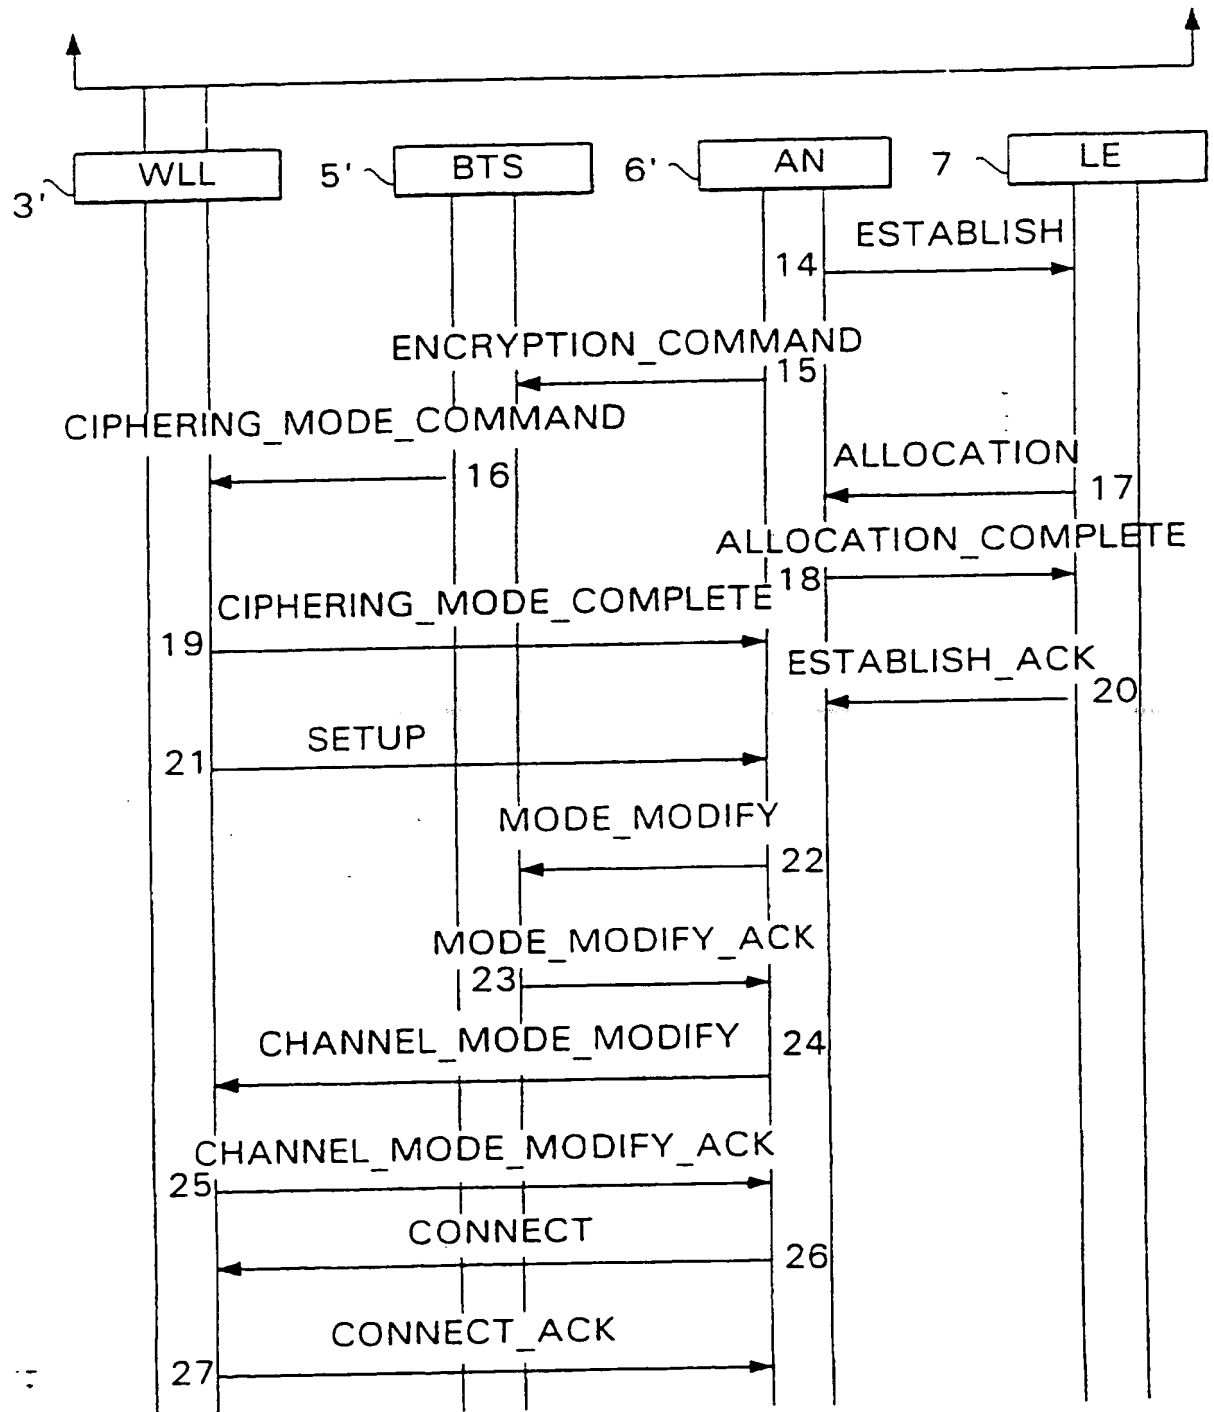 WLL
BTS
AN
LE
3'
5'
6'
7
ESTABLISH
14
ENCRYPTION_COMMAND
15
CIPHERING_MODE_COMMAND
16
ALLOCATION
17
ALLOCATION_COMPLETE
18
CIPHERING_MODE_COMPLETE
19
ESTABLISH_ACK
20
SETUP
21
MODE_MODIFY
22
MODE_MODIFY_ACK
23
CHANNEL_MODE_MODIFY
24
CHANNEL_MODE_MODIFY_ACK
25
CONNECT
26
CONNECT_ACK
27